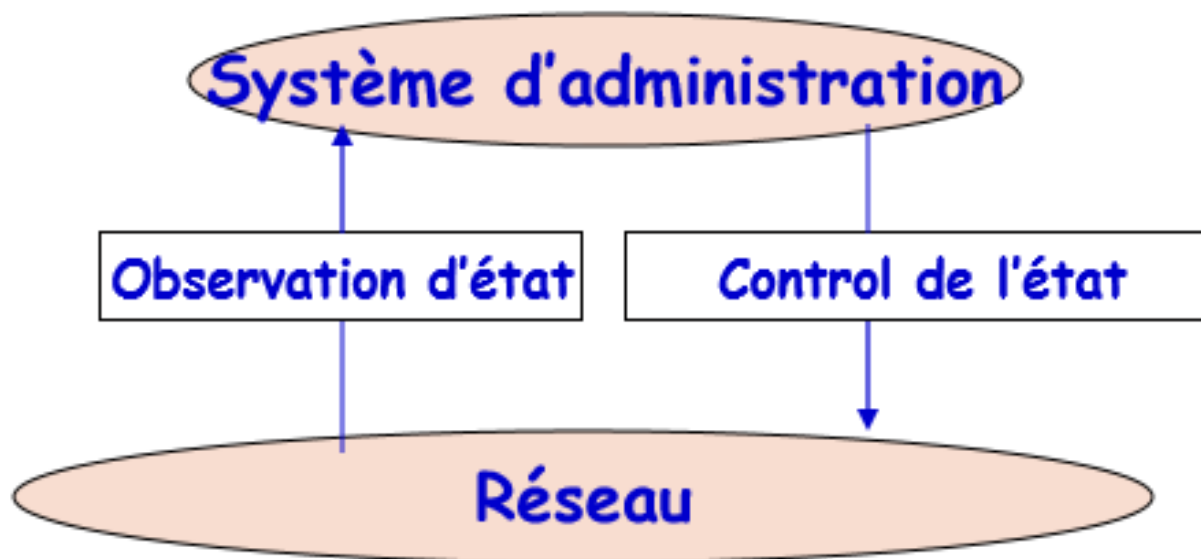 Système d'administration
Observation d'état
Control de l'état
Réseau